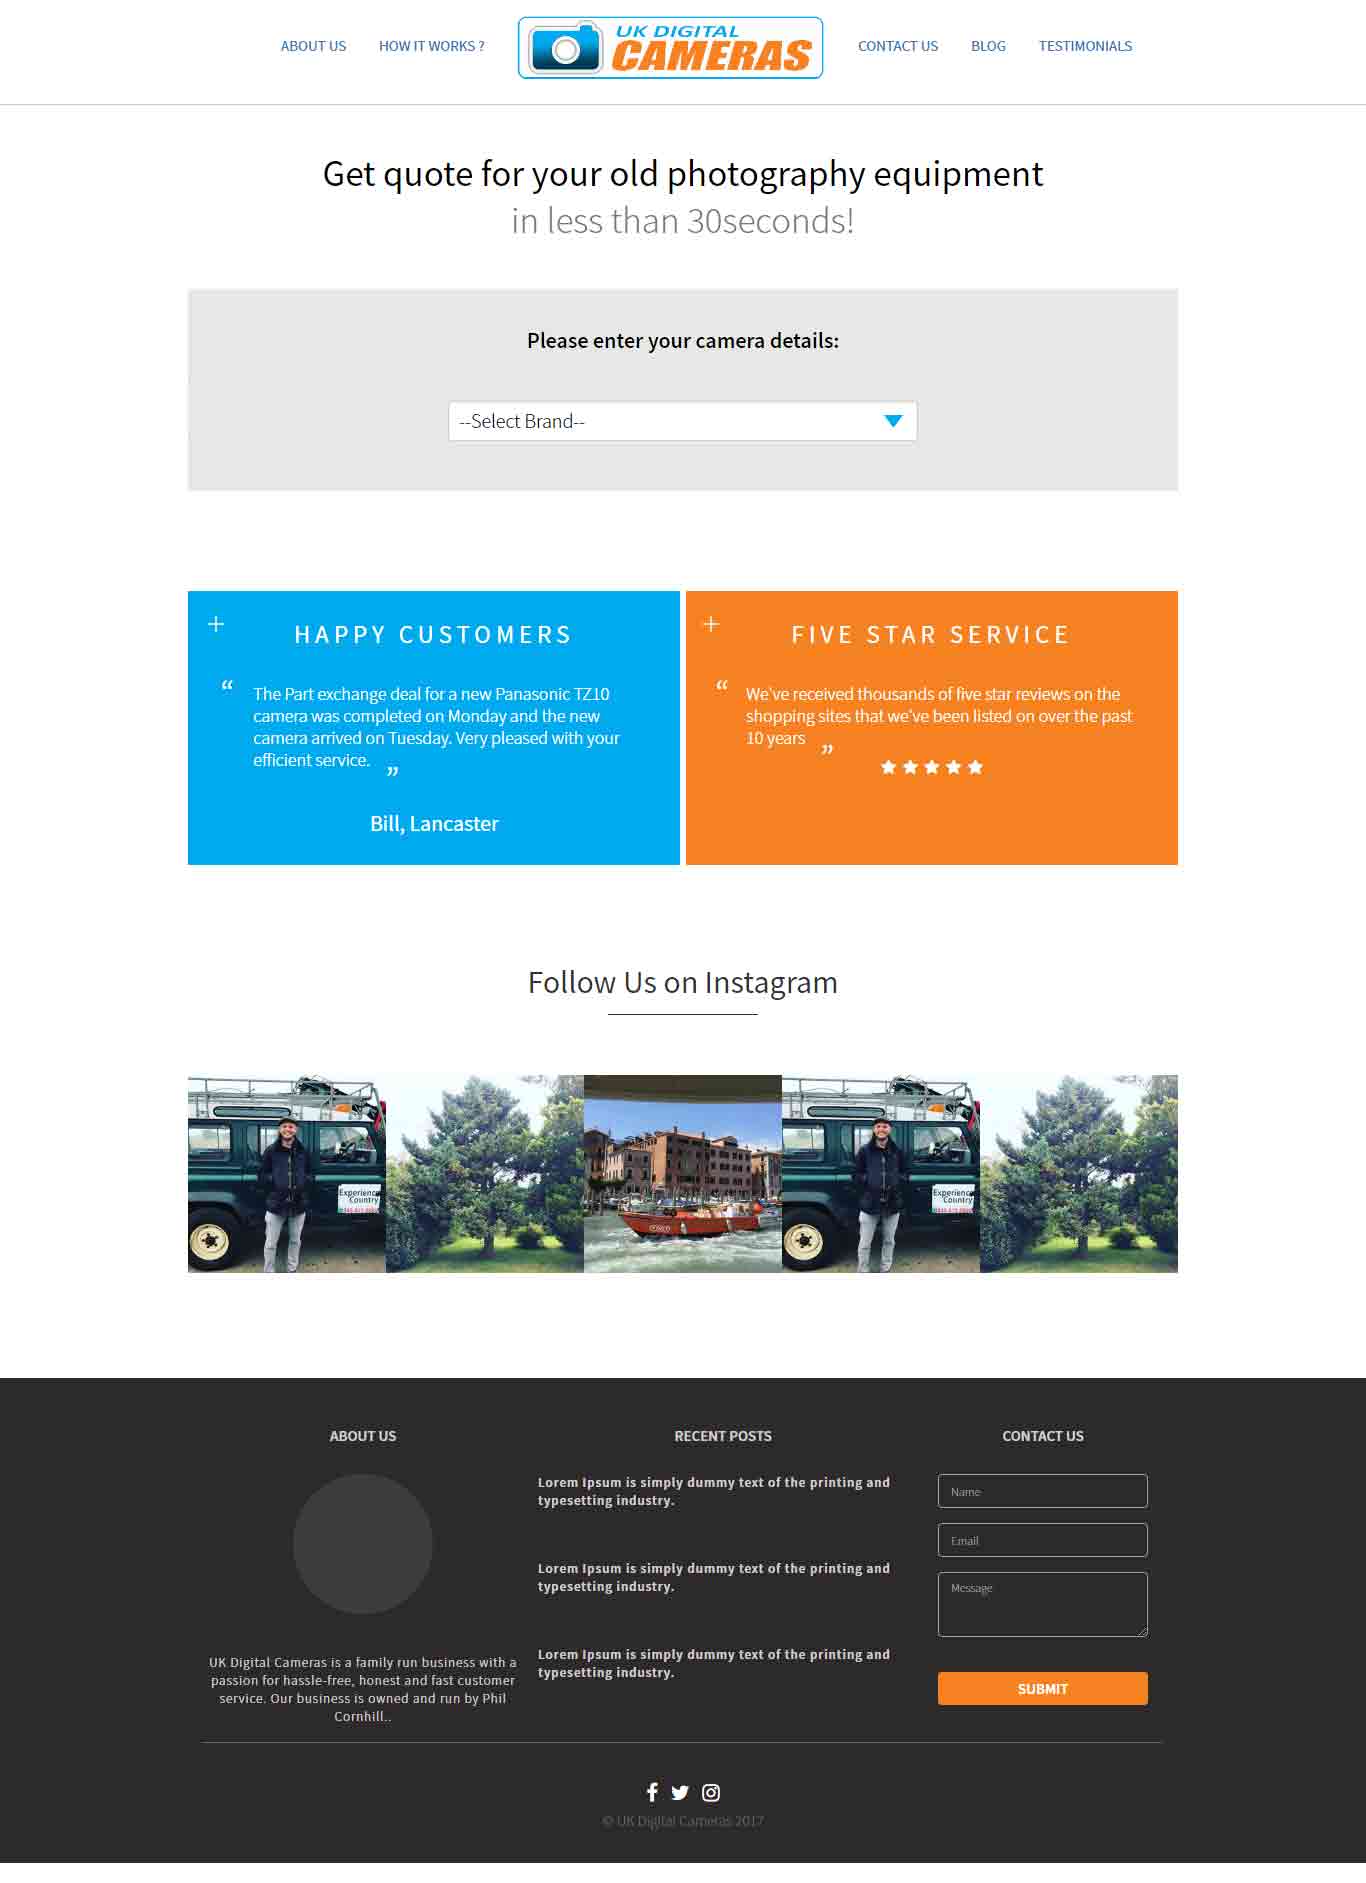 ABOUT US
HOW IT WORKS ?
UK DIGITAL
CAMERAS
CONTACT US
BLOG
TESTIMONIALS
Get quote for your old photography equipment
in less than 30seconds!
Please enter your camera details:
--Select Brand--
+ HAPPY CUSTOMERS
“ The Part exchange deal for a new Panasonic TZ10
camera was completed on Monday and the new
camera arrived on Tuesday. Very pleased with your
efficient service. ”
Bill, Lancaster
+ FIVE STAR SERVICE
“ We've received thousands of five star reviews on the
shopping sites that we've been listed on over the past
10 years ”
Follow Us on Instagram
Experience
Country
Experience
Country
ABOUT US
UK Digital Cameras is a family run business with a
passion for hassle-free, honest and fast customer
service. Our business is owned and run by Phil
Cornhill..
RECENT POSTS
Lorem Ipsum is simply dummy text of the printing and
typesetting industry.
Lorem Ipsum is simply dummy text of the printing and
typesetting industry.
Lorem Ipsum is simply dummy text of the printing and
typesetting industry.
CONTACT US
Name
Email
Message
SUBMIT
© UK Digital Cameras 2017